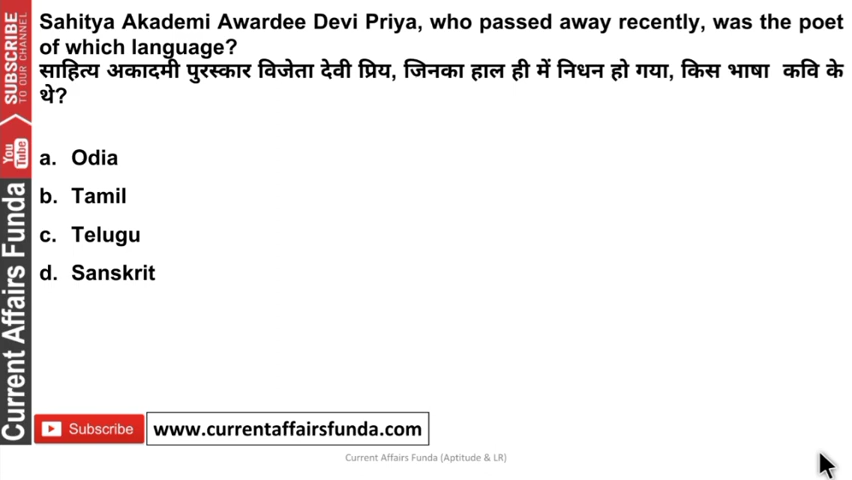 Sahitya Akademi Awardee Devi Priya, who passed away recently, was the poet
of which language?
साहित्य अकादमी पुरस्कार विजेता देवी प्रिय, जिनका हाल ही में निधन हो गया, किस भाषा कवि के
थे?
a. Odia
b. Tamil
c. Telugu
d. Sanskrit
SUBSCRIBE
TO OUR CHANNEL
You
Tube
Current Affairs Funda
Subscribe
www.currentaffairsfunda.com
Current Affairs Funda (Aptitude & LR)